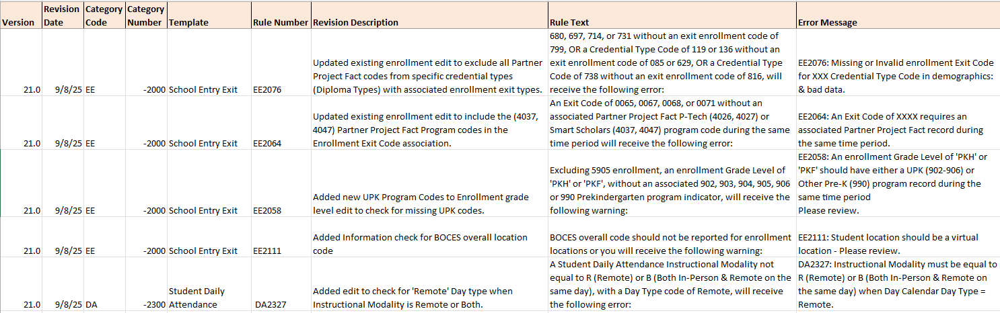 Version Revision Date Category Code Category Number Template Rule Number Revision Description Rule Text Error Message
21.0 9/8/25 EE -2000 School Entry Exit EE2076
Updated existing enrollment edit to exclude all Partner
Project Fact codes from specific credential types
(Diploma Types) with associated enrollment exit types.
680, 697, 714, or 731 without an exit enrollment code of
799, OR a Credential Type Code of 119 or 136 without an
exit enrollment code of 085 or 629, OR a Credential Type
Code of 738 without an exit enrollment code of 816, will
receive the following error:
EE2076: Missing or Invalid enrollment Exit Code
for XXX Credential Type Code in demographics:
& bad data.
21.0 9/8/25 EE -2000 School Entry Exit EE2064
Updated existing enrollment edit to include the (4037,
4047) Partner Project Fact Program codes in the
Enrollment Exit Code association.
An Exit Code of 0065, 0067, 0068, or 0071 without an
associated Partner Project Fact P-Tech (4026, 4027) or
Smart Scholars (4037, 4047) program code during the same
time period will receive the following error:
EE2064: An Exit Code of XXXX requires an
associated Partner Project Fact record during
the same time period.
21.0 9/8/25 EE -2000 School Entry Exit EE2058
Added new UPK Program Codes to Enrollment grade
level edit to check for missing UPK codes.
Excluding 5905 enrollment, an enrollment Grade Level of
'PKH' or 'PKF', without an associated 902, 903, 904, 905, 906
or 990 Prekindergarten program indicator, will receive the
following warning:
EE2058: An enrollment Grade Level of 'PKH' or
'PKF' should have either a UPK (902-906) or
Other Pre-K (990) program record during the
same time period
Please review.
21.0 9/8/25 EE -2000 School Entry Exit EE2111
Added Information check for BOCES overall location
code
BOCES overall code should not be reported for enrollment
locations or you will receive the following warning:
EE2111: Student location should be a virtual
location - Please review.
21.0 9/8/25 DA -2300 Student Daily Attendance DA2327
Added edit to check for 'Remote' Day type when
Instructional Modality is Remote or Both.
A Student Daily Attendance Instructional Modality not
equal to R (Remote) or B (Both In-Person & Remote on the
same day), with a Day Type code of Remote, will receive
the following error:
DA2327: Instructional Modality must be equal to
R (Remote) or B (Both In-Person & Remote on
the same day) when Day Calendar Day Type =
Remote.